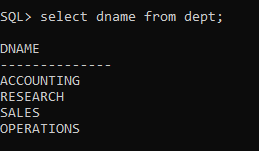 SQL> select dname from dept;
DNAME
--------------
ACCOUNTING
RESEARCH
SALES
OPERATIONS